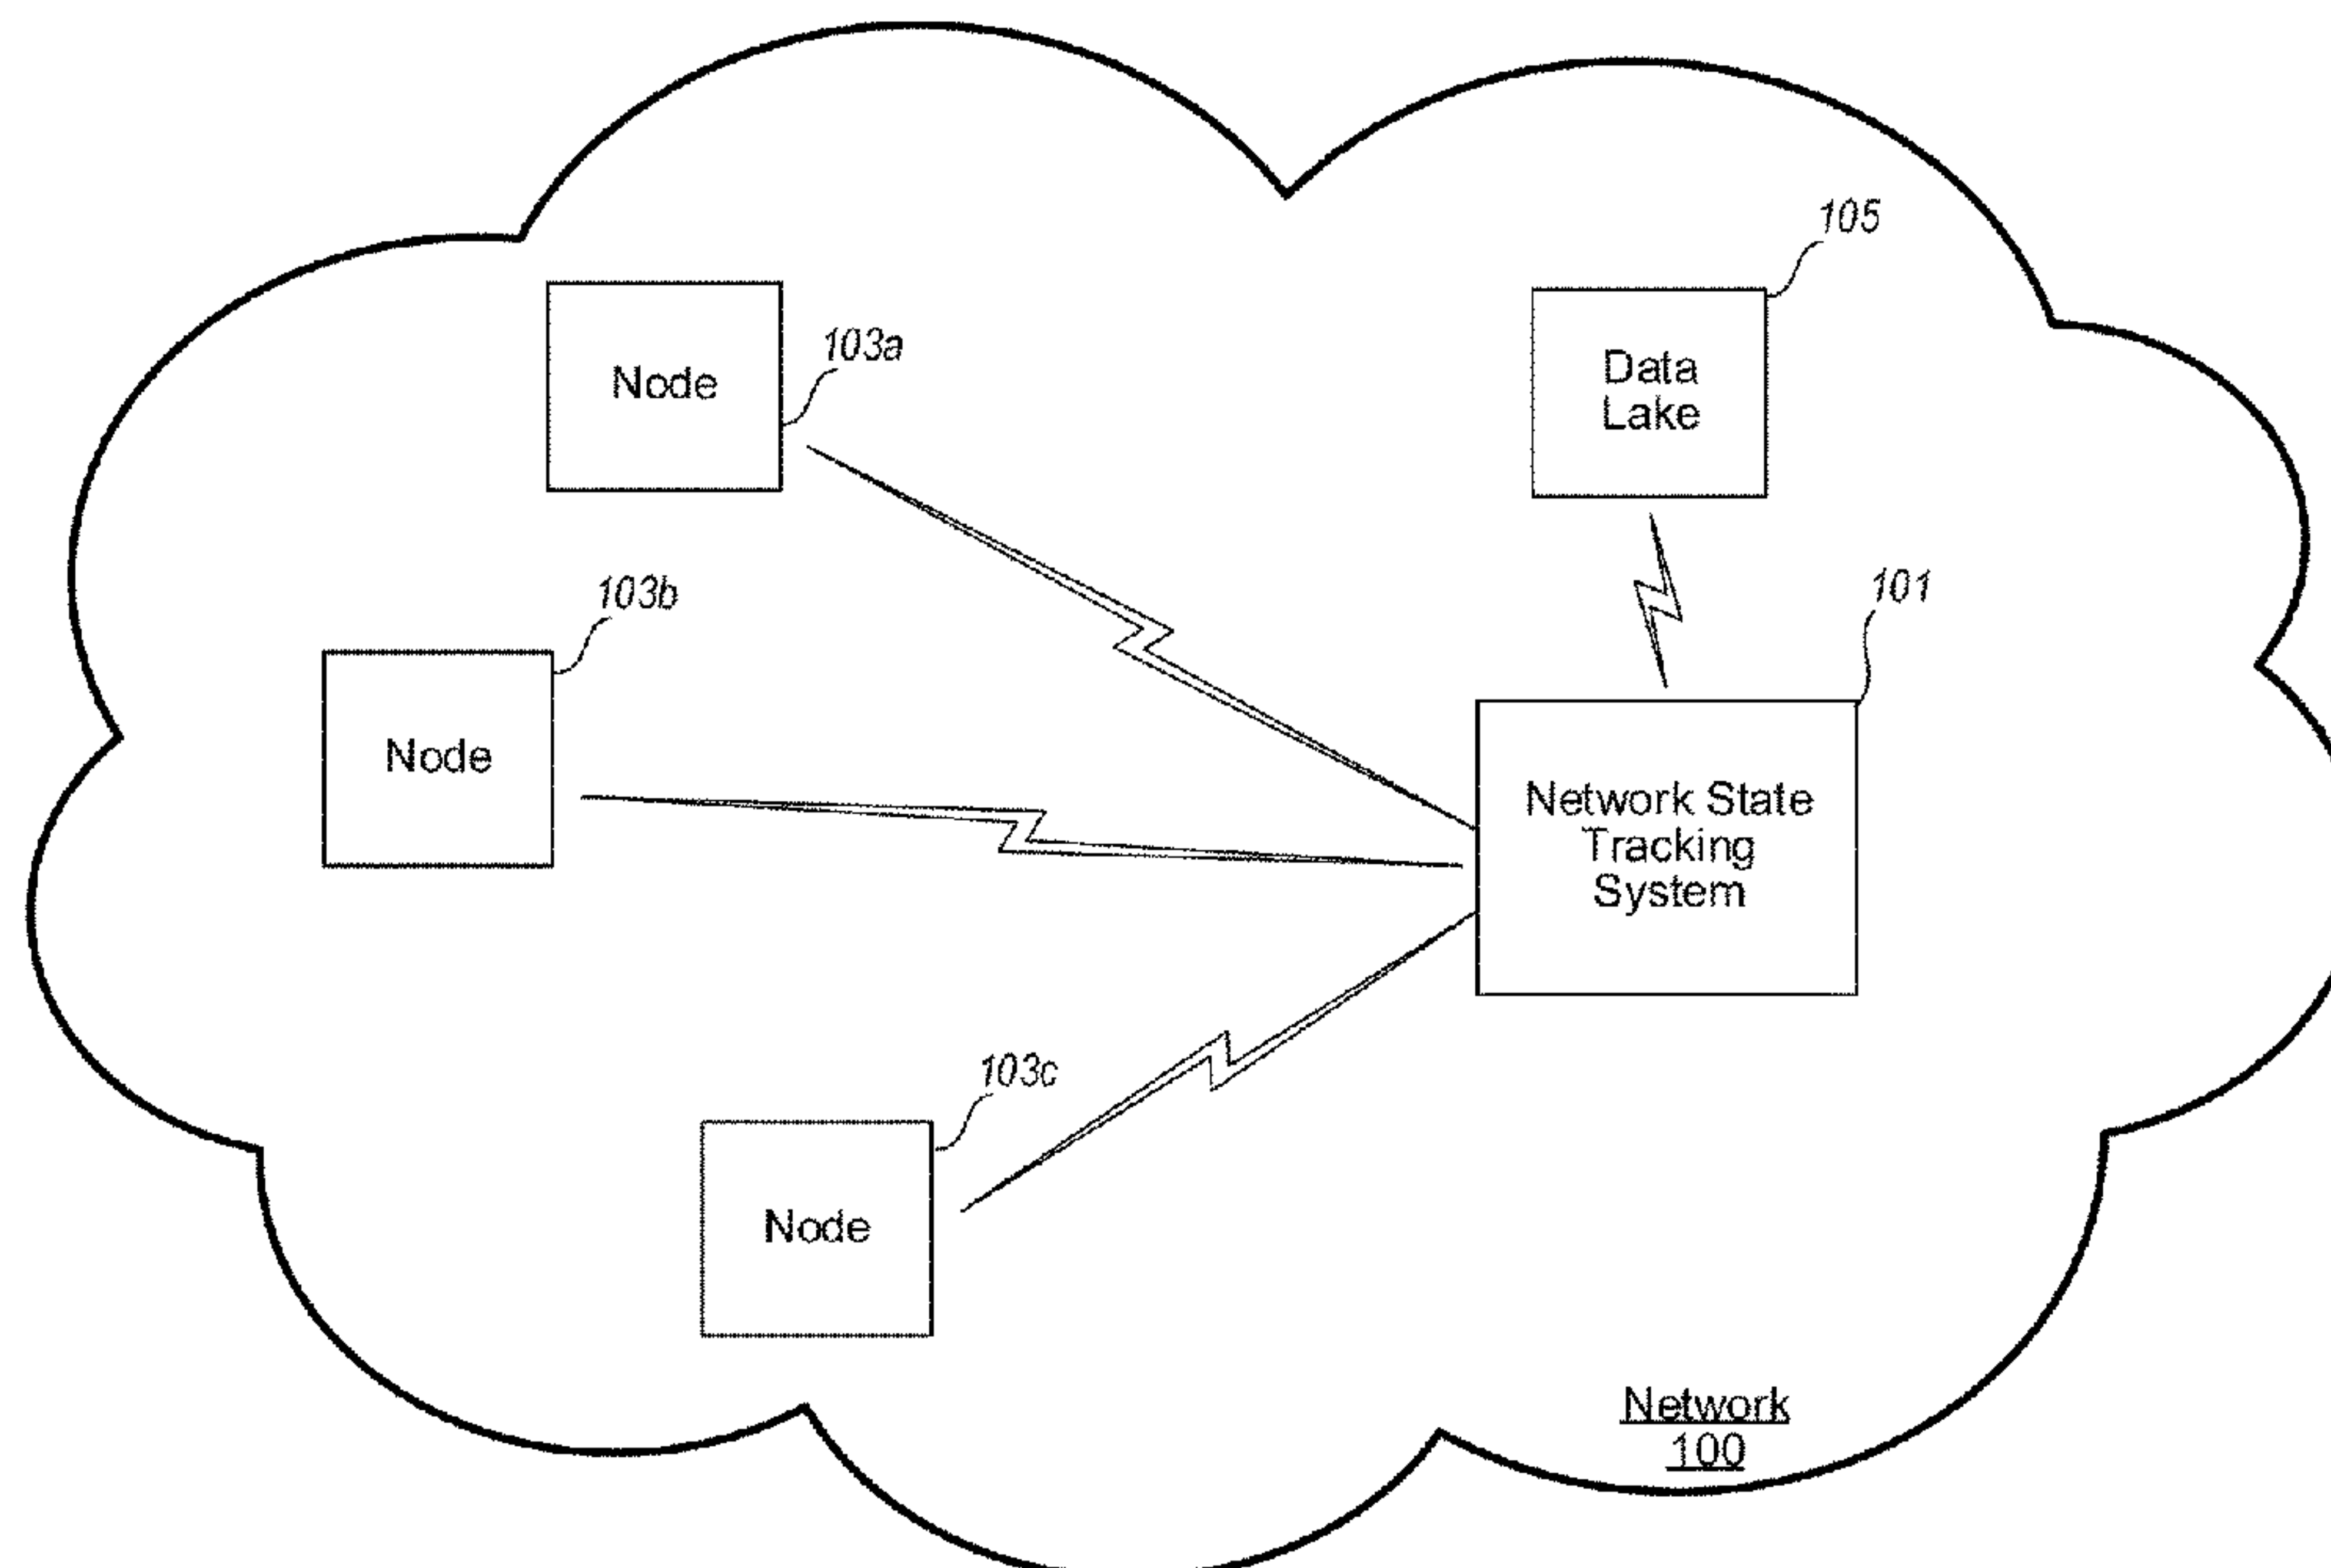 105
103a
Node
Data
Lake
103b
101
Node
Network State
Tracking
System
103c
Node
Network
100